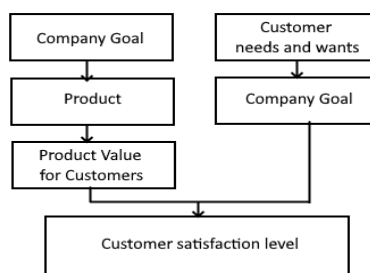 Company Goal
Product
Product Value
for Customers
Customer
needs and wants
Company Goal
Customer satisfaction level